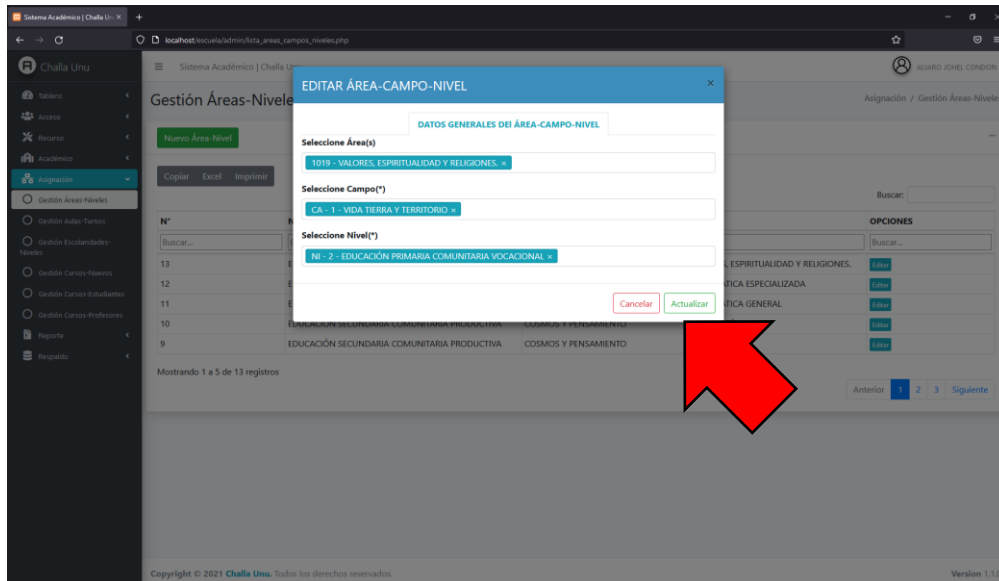 Sistema Académico | Challa Un
localhost/escuela/admin/lista_areas_campos_niveles.php
Challa Unu
Sistema Académico | Challa
ALVARO JOHEL CONDORI
Tablero
Acceso
Recurso
Académico
Asignación
Gestión Áreas-Niveles
Gestión Aulas-Turnos
Gestión Escolaridades-
Niveles
Gestión Cursos-Nuevos
Gestión Cursos-Estudiantes
Gestión Cursos-Profesores
Reporte
Respaldo
Gestión Áreas-Nivele
Asignación / Gestión Áreas-Nivele
Nuevo Área-Nivel
Copiar Excel Imprimir
Buscar:
EDITAR ÁREA-CAMPO-NIVEL ×
DATOS GENERALES DEl ÁREA-CAMPO-NIVEL
Seleccione Área(s)
1019 - VALORES, ESPIRITUALIDAD Y RELIGIONES. ×
Seleccione Campo(*)
CA - 1 - VIDA TIERRA Y TERRITORIO ×
Seleccione Nivel(*)
NI - 2 - EDUCACIÓN PRIMARIA COMUNITARIA VOCACIONAL ×
Cancelar Actualizar
N° OPCIONES
Buscar... Buscar...
13 ESPIRITUALIDAD Y RELIGIONES. Editar
12 ÁTICA ESPECIALIZADA Editar
11 ÁTICA GENERAL Editar
10 EDUCACIÓN SECUNDARIA COMUNITARIA PRODUCTIVA COSMOS Y PENSAMIENTO Editar
9 EDUCACIÓN SECUNDARIA COMUNITARIA PRODUCTIVA COSMOS Y PENSAMIENTO Editar
Mostrando 1 a 5 de 13 registros
Anterior 1 2 3 Siguiente
Copyright © 2021 Challa Unu. Todos los derechos reservados.
Version 1.1